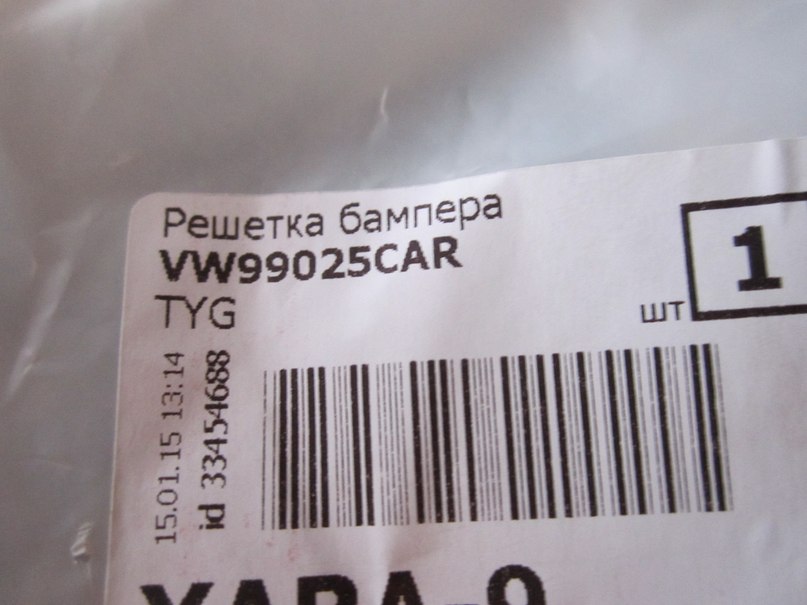 Решетка бампера
VW99025CAR
TYG
шт 1
15.01.15 13:14
id 33454688